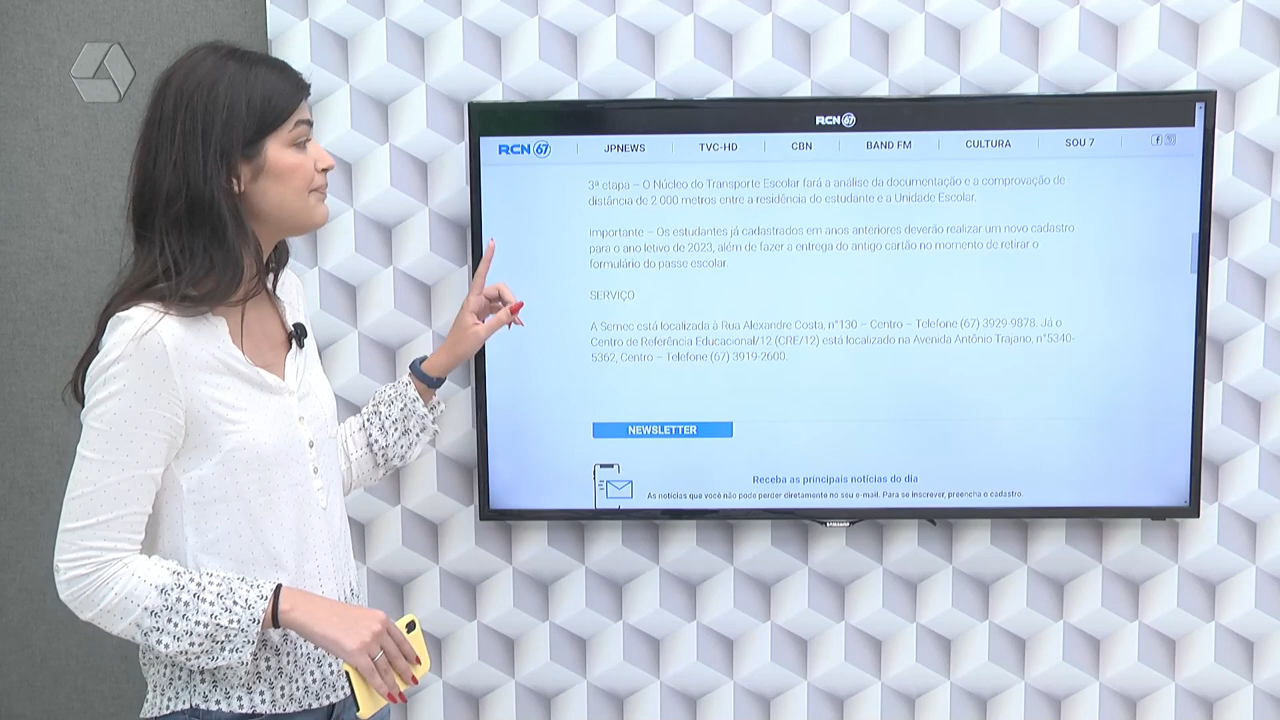 RCN 67
RCN 67
JPNEWS
TVC-HD
CBN
BAND FM
CULTURA
SOU 7
3ª etapa – O Núcleo do Transporte Escolar fará a análise da documentação e a comprovação de
distância de 2.000 metros entre a residência do estudante e a Unidade Escolar.
Importante – Os estudantes já cadastrados em anos anteriores deverão realizar um novo cadastro
para o ano letivo de 2023, além de fazer a entrega do antigo cartão no momento de retirar o
formulário do passe escolar.
SERVIÇO
A Semec está localizada à Rua Alexandre Costa, n°130 – Centro – Telefone (67) 3929-9878. Já o
Centro de Referência Educacional/12 (CRE/12) está localizado na Avenida Antônio Trajano, n°5340-
5362, Centro – Telefone (67) 3919-2600.
NEWSLETTER
Receba as principais notícias do dia
As notícias que você não pode perder diretamente no seu e-mail. Para se inscrever, preencha o cadastro.
SAMSUNG